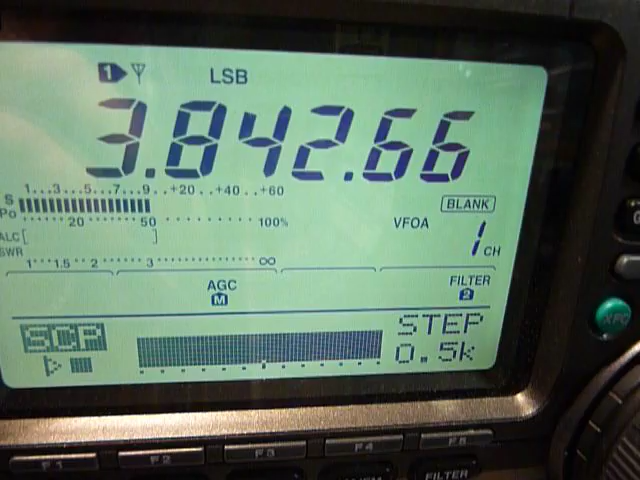 1 LSB
3.842.66
1...3...5...7...9..+20..+40..+60
S
Po 20 50 100%
BLANK
VFOA
1 CH
ALC
SWR
1 1.5 2 3 ∞
AGC
M
FILTER
2
SCP
STEP
0.5k
XFC
F1 F2 F3 F4 F5
FILTER